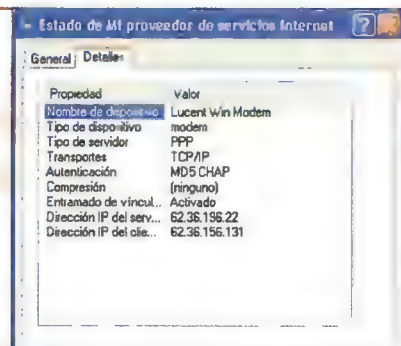 Estado de Mi proveedor de servicios Internet
General Detalles
Propiedad Valor
Nombre de dispositivo Lucent Win Modem
Tipo de dispositivo modem
Tipo de servidor PPP
Transportes TCP/IP
Autenticación MD5 CHAP
Compresión (ninguno)
Entramado de víncul... Activado
Dirección IP del serv... 62.36.196.22
Dirección IP del clie... 62.36.156.131